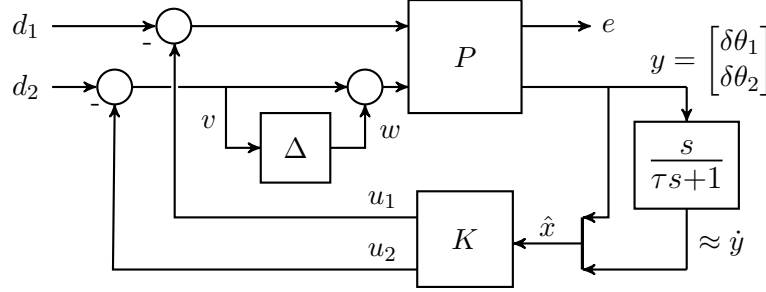 d₁
-
P
e
y = [δθ₁ δθ₂]
d₂
-
v
Δ
w
s/(τs+1)
u₁
u₂
K
x̂
≈ ẏ